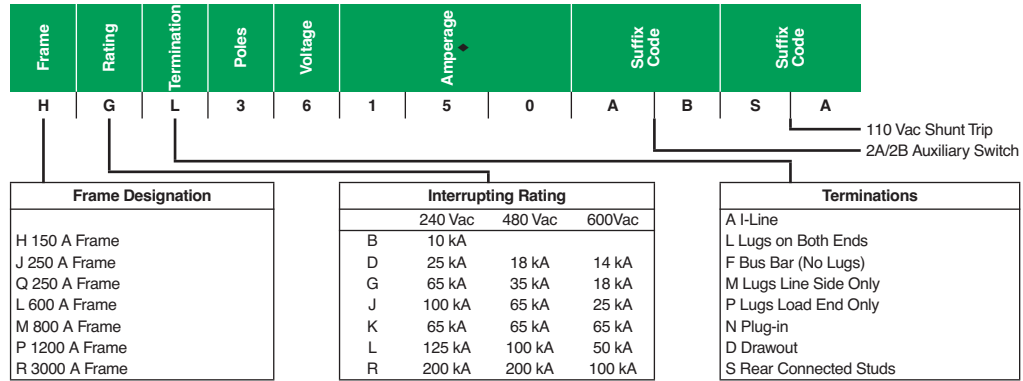 Frame Rating Termination Poles Voltage Amperage♦ Suffix Code Suffix Code
H G L 3 6 1 5 0 A B S A
110 Vac Shunt Trip
2A/2B Auxiliary Switch
Frame Designation
H 150 A Frame
J 250 A Frame
Q 250 A Frame
L 600 A Frame
M 800 A Frame
P 1200 A Frame
R 3000 A Frame
Interrupting Rating
240 Vac 480 Vac 600Vac
B 10 kA
D 25 kA 18 kA 14 kA
G 65 kA 35 kA 18 kA
J 100 kA 65 kA 25 kA
K 65 kA 65 kA 65 kA
L 125 kA 100 kA 50 kA
R 200 kA 200 kA 100 kA
Terminations
A I-Line
L Lugs on Both Ends
F Bus Bar (No Lugs)
M Lugs Line Side Only
P Lugs Load End Only
N Plug-in
D Drawout
S Rear Connected Studs